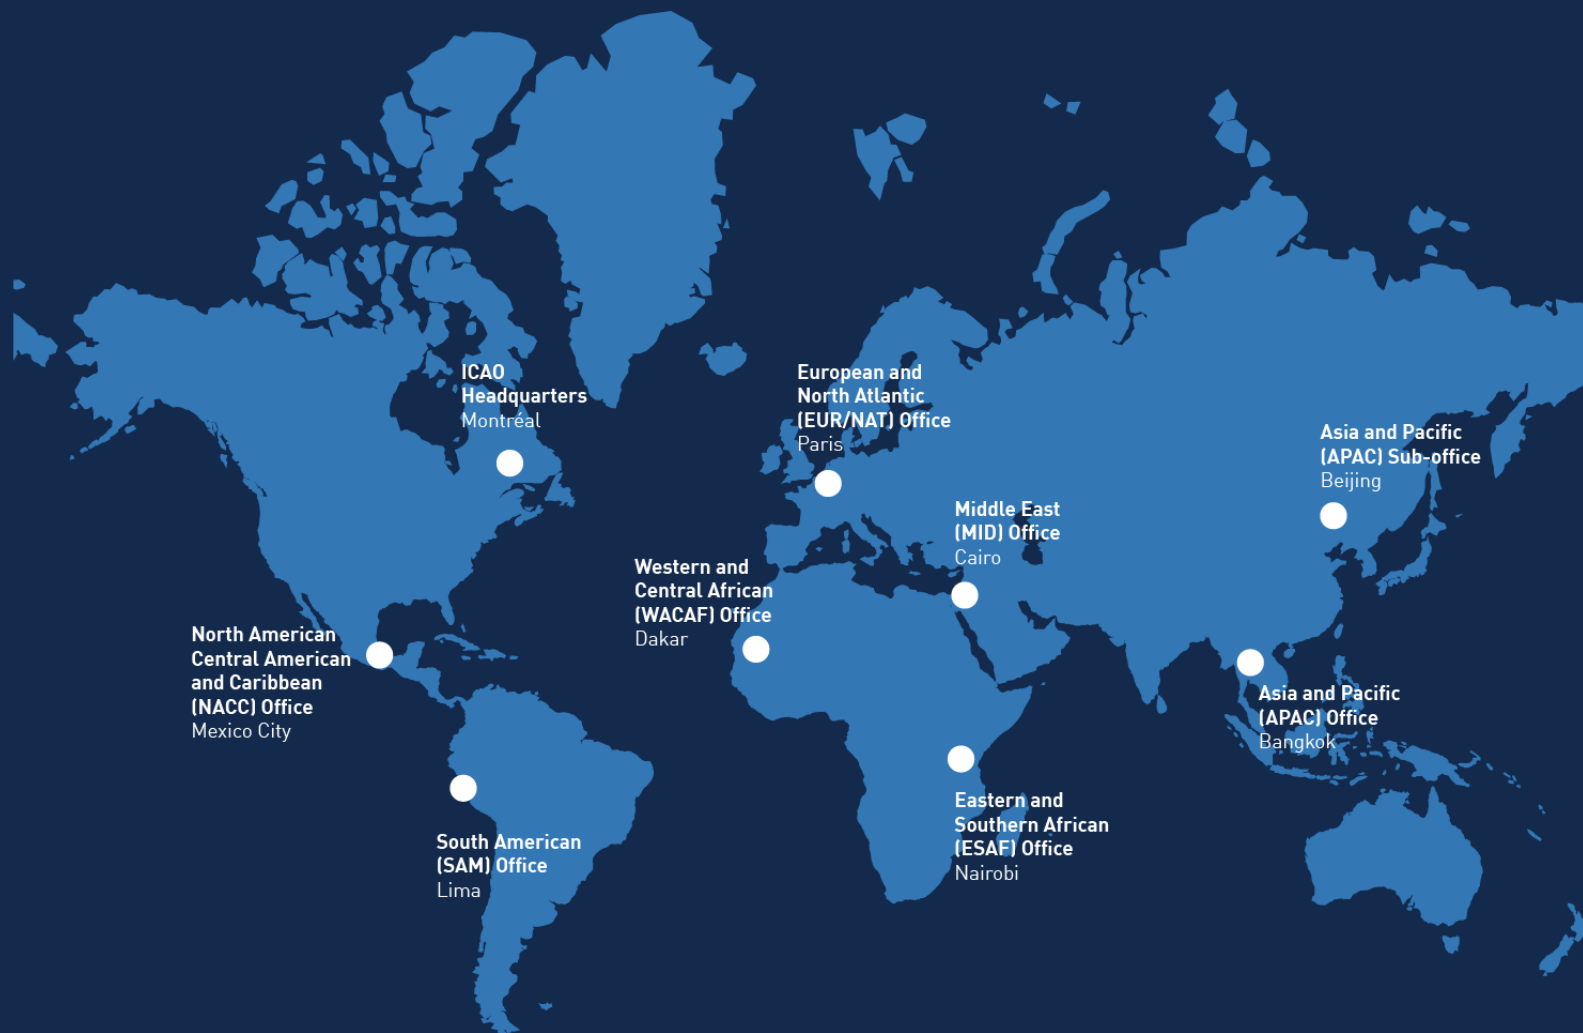 ICAO
Headquarters
Montréal
European and
North Atlantic
(EUR/NAT) Office
Paris
Asia and Pacific
(APAC) Sub-office
Beijing
Middle East
(MID) Office
Cairo
Western and
Central African
(WACAF) Office
Dakar
North American
Central American
and Caribbean
(NACC) Office
Mexico City
Asia and Pacific
(APAC) Office
Bangkok
Eastern and
Southern African
(ESAF) Office
Nairobi
South American
(SAM) Office
Lima